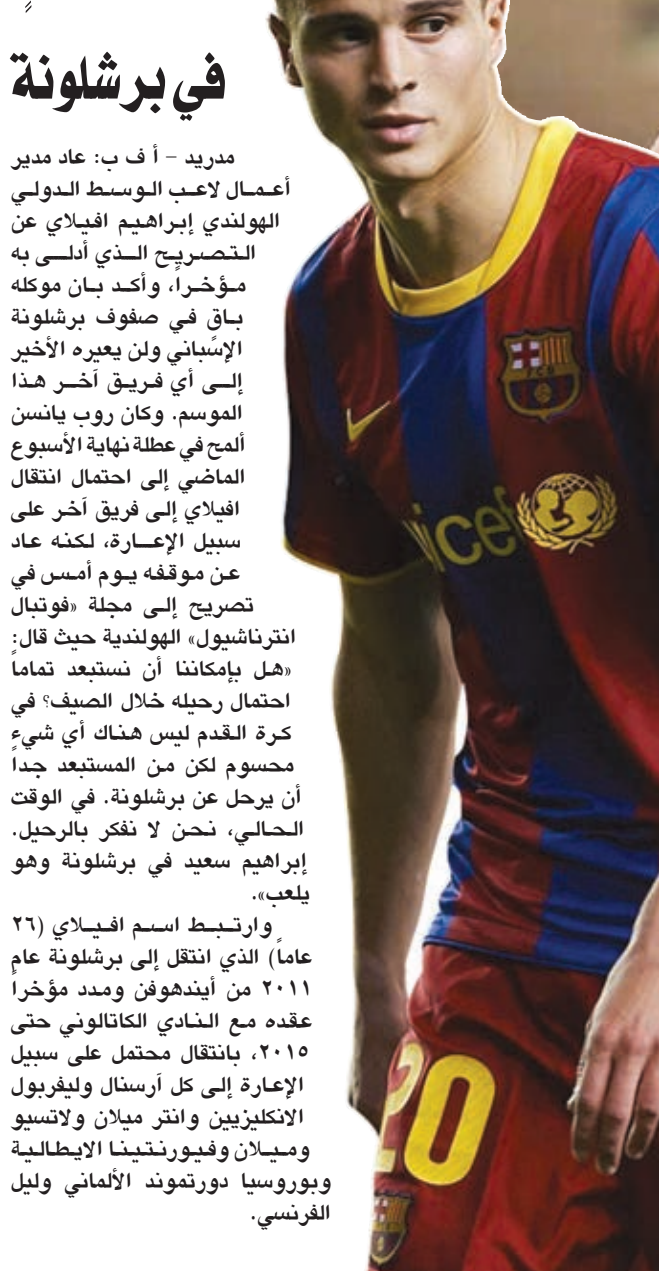 في برشلونة
مدريد – أ ف ب: عاد مدير
أعمال لاعب الوسط الدولي
الهولندي إبراهيم افيلاي عن
التصريح الذي أدلى به
مؤخراً، وأكد بان موكله
باقٍ في صفوف برشلونة
الإسباني ولن يعيره الأخير
إلى أي فريق آخر هذا
الموسم. وكان روب يانسن
ألمح في عطلة نهاية الأسبوع
الماضي إلى احتمال انتقال
افيلاي إلى فريق آخر على
سبيل الإعارة، لكنه عاد
عن موقفه يوم أمس في
تصريح إلى مجلة «فوتبال
انترناشيول» الهولندية حيث قال:
«هل بإمكاننا أن نستبعد تماماً
احتمال رحيله خلال الصيف؟ في
كرة القدم ليس هناك أي شيءٍ
محسوم لكن من المستبعد جداً
أن يرحل عن برشلونة. في الوقت
الحالي، نحن لا نفكر بالرحيل.
إبراهيم سعيد في برشلونة وهو
يلعب».
وارتبط اسم افيلاي (٢٦
عاماً) الذي انتقل إلى برشلونة عام
٢٠١١ من أيندهوفن ومدد مؤخراً
عقده مع النادي الكاتالوني حتى
٢٠١٥، بانتقال محتمل على سبيل
الإعارة إلى كل آرسنال وليفربول
الانكليزيين وانتر ميلان ولاتسيو
وميلان وفيورنتينا الايطالية
وبوروسيا دورتموند الألماني وليل
الفرنسي.
FCB
nicef
20